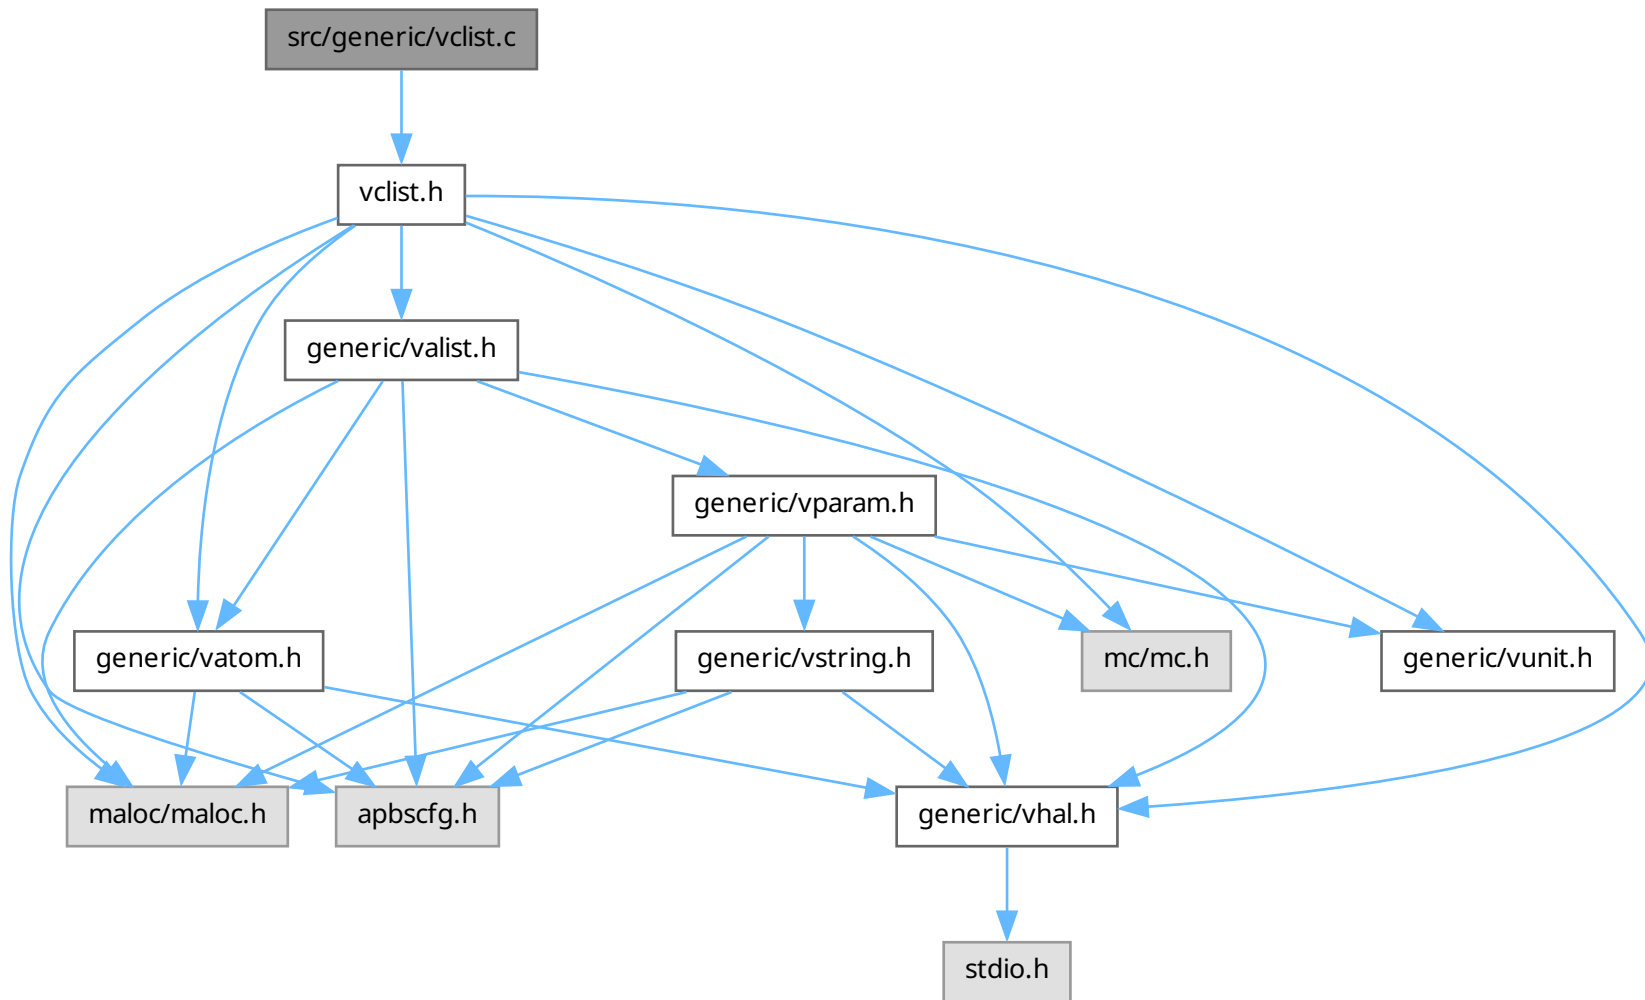 src/generic/vclist.c
vclist.h
generic/valist.h
generic/vparam.h
generic/vatom.h
generic/vstring.h
mc/mc.h
generic/vunit.h
maloc/maloc.h
apbscfg.h
generic/vhal.h
stdio.h